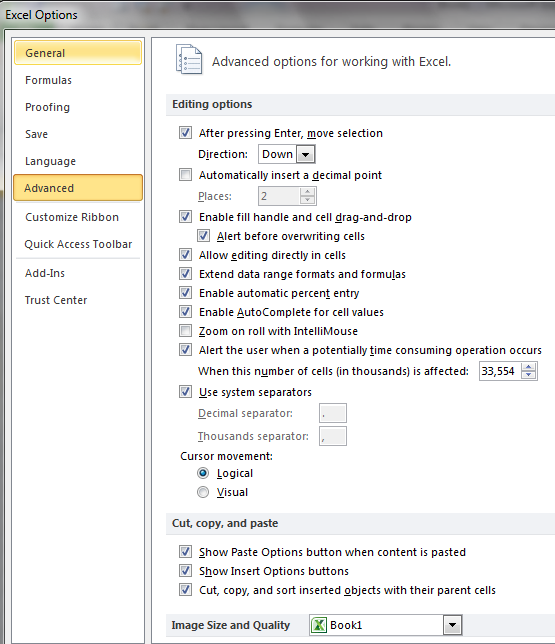 Excel Options
General
Formulas
Proofing
Save
Language
Advanced
Customize Ribbon
Quick Access Toolbar
Add-Ins
Trust Center
Advanced options for working with Excel.
Editing options
After pressing Enter, move selection
Direction: Down
Automatically insert a decimal point
Places: 2
Enable fill handle and cell drag-and-drop
Alert before overwriting cells
Allow editing directly in cells
Extend data range formats and formulas
Enable automatic percent entry
Enable AutoComplete for cell values
Zoom on roll with IntelliMouse
Alert the user when a potentially time consuming operation occurs
When this number of cells (in thousands) is affected: 33,554
Use system separators
Decimal separator: .
Thousands separator: ,
Cursor movement:
Logical
Visual
Cut, copy, and paste
Show Paste Options button when content is pasted
Show Insert Options buttons
Cut, copy, and sort inserted objects with their parent cells
Image Size and Quality Book1